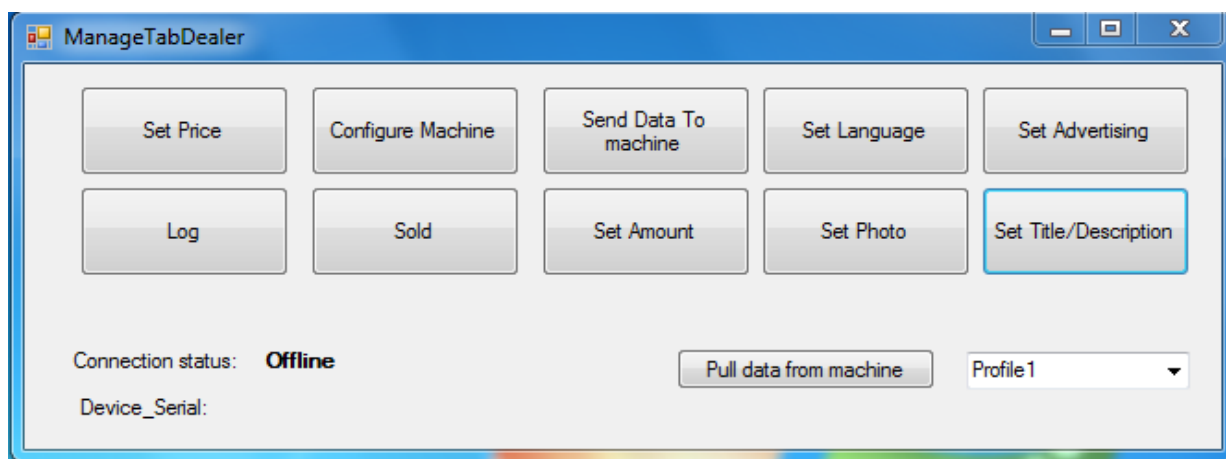 ManageTabDealer
Set Price
Configure Machine
Send Data To
machine
Set Language
Set Advertising
Log
Sold
Set Amount
Set Photo
Set Title/Description
Connection status: Offline
Pull data from machine
Profile1
Device_Serial: